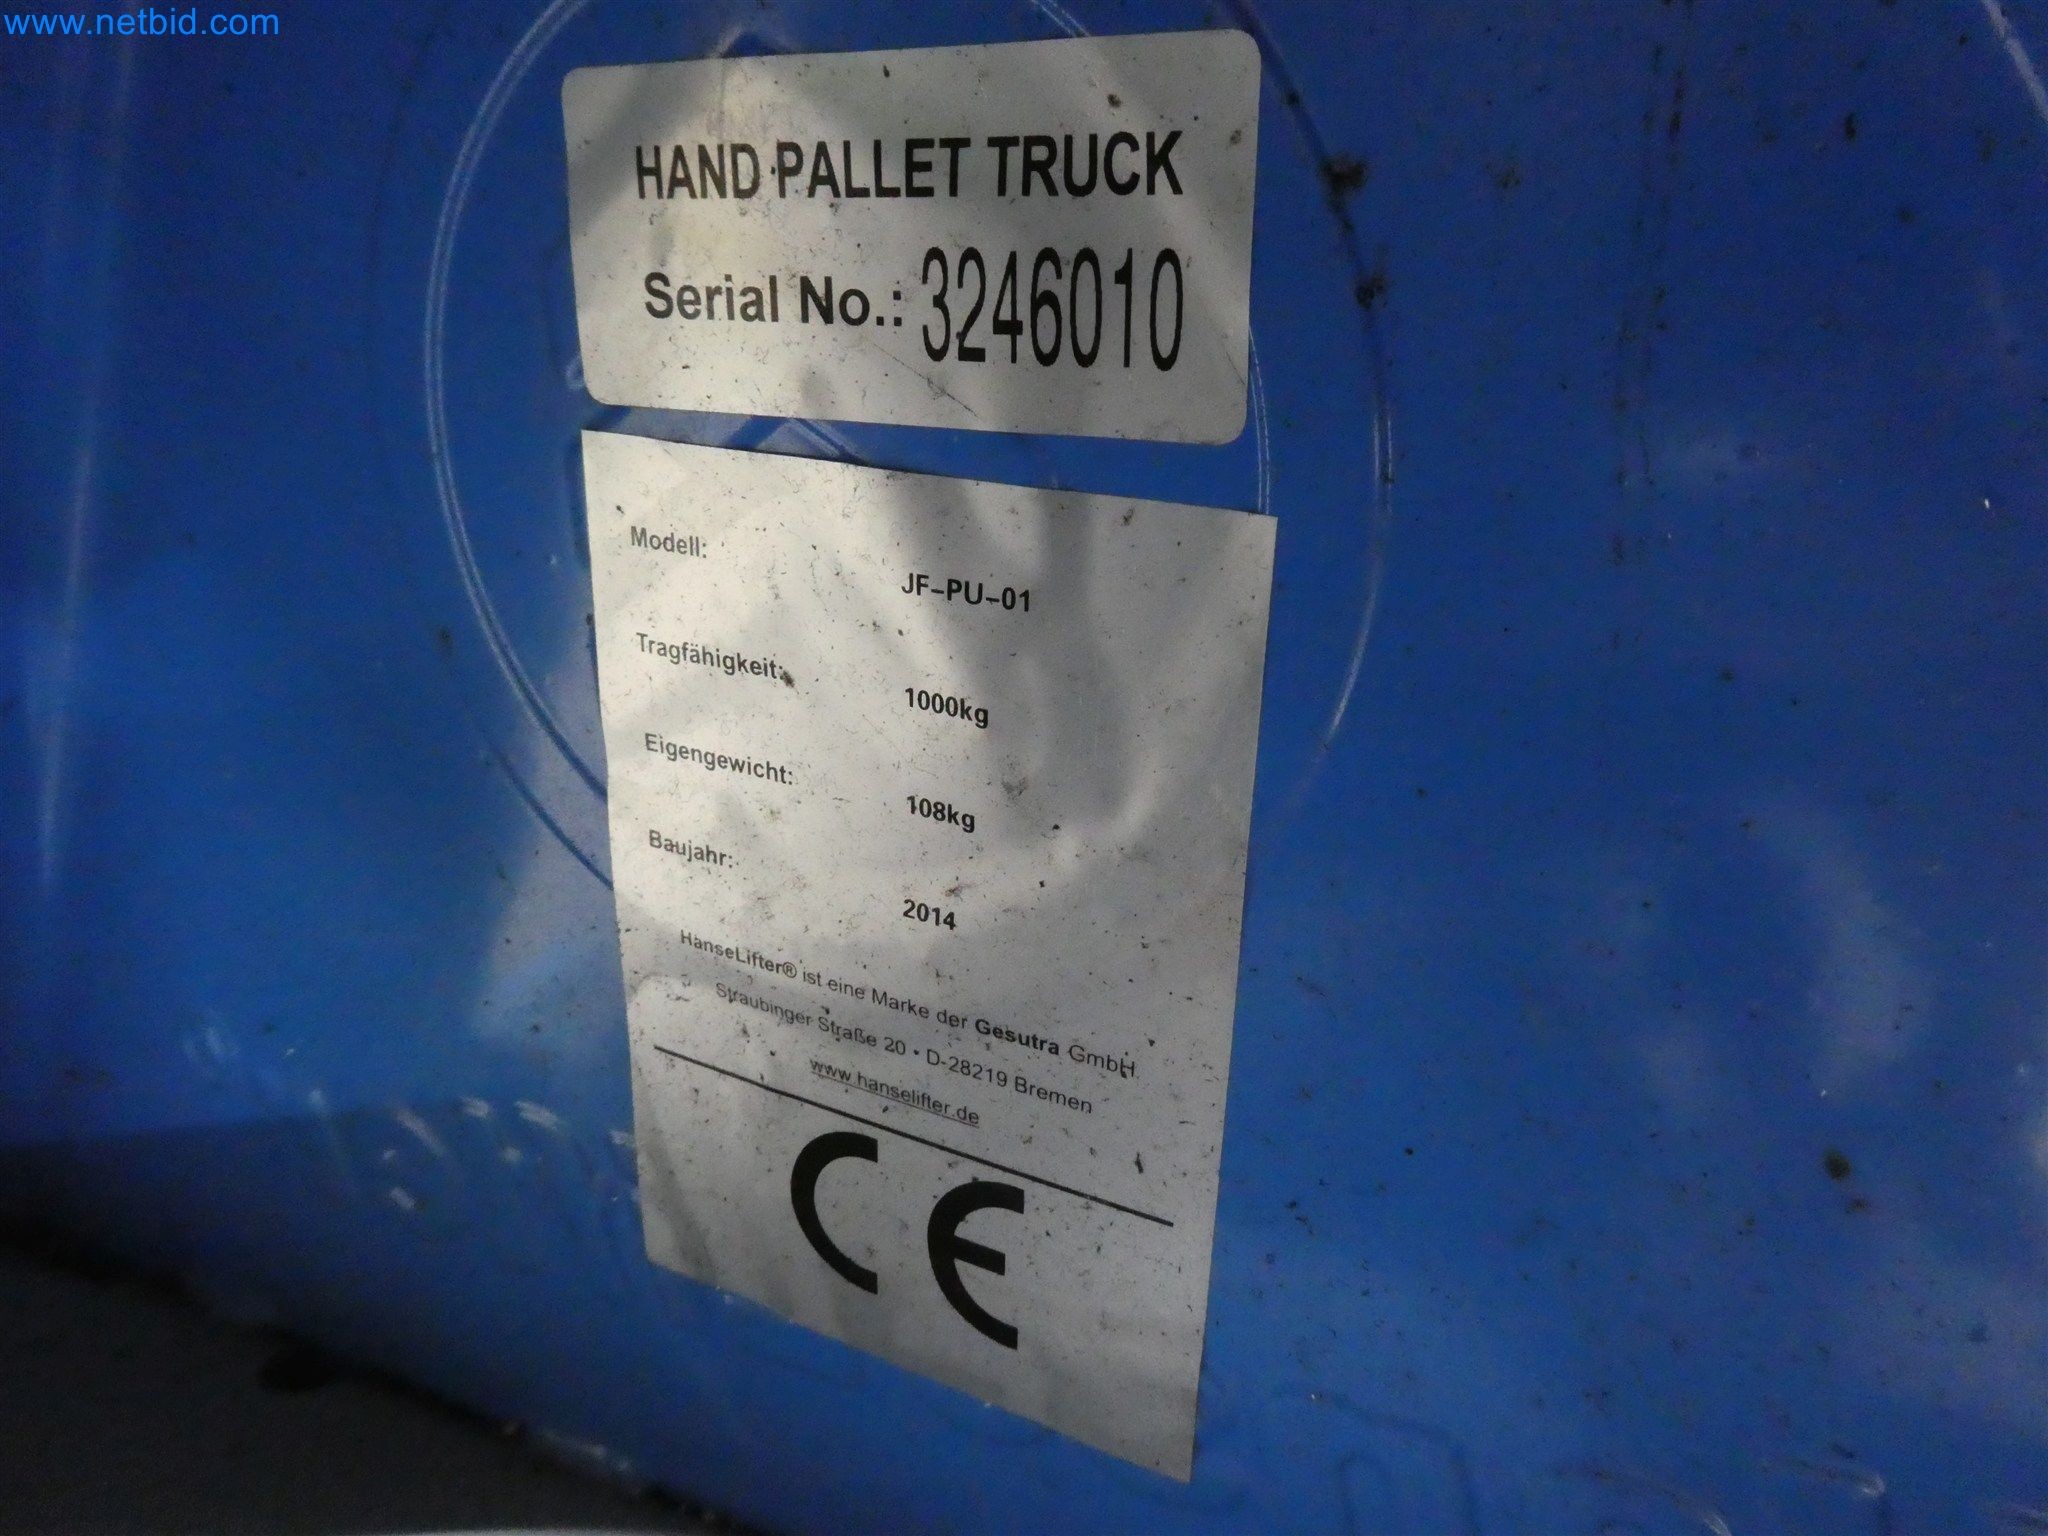 www.netbid.com
HAND PALLET TRUCK
Serial No.: 3246010
Modell:
JF-PU-01
Tragfähigkeit:
1000kg
Eigengewicht:
108kg
Baujahr:
2014
HanseLifter® ist eine Marke der Gesutra GmbH
Straubinger Straße 20 • D-28219 Bremen
www.hanselifter.de
CE